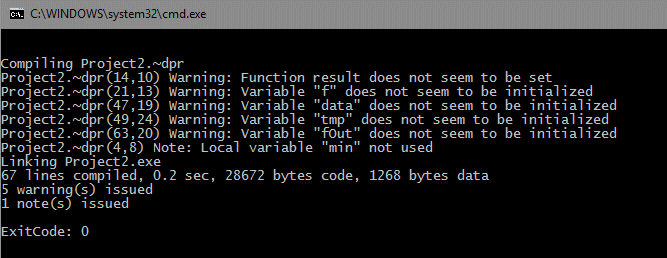 C:\WINDOWS\system32\cmd.exe
Compiling Project2.~dpr
Project2.~dpr(14,10) Warning: Function result does not seem to be set
Project2.~dpr(21,13) Warning: Variable "f" does not seem to be initialized
Project2.~dpr(47,19) Warning: Variable "data" does not seem to be initialized
Project2.~dpr(49,24) Warning: Variable "tmp" does not seem to be initialized
Project2.~dpr(63,20) Warning: Variable "fOut" does not seem to be initialized
Project2.~dpr(4,8) Note: Local variable "min" not used
Linking Project2.exe
67 lines compiled, 0.2 sec, 28672 bytes code, 1268 bytes data
5 warning(s) issued
1 note(s) issued
ExitCode: 0